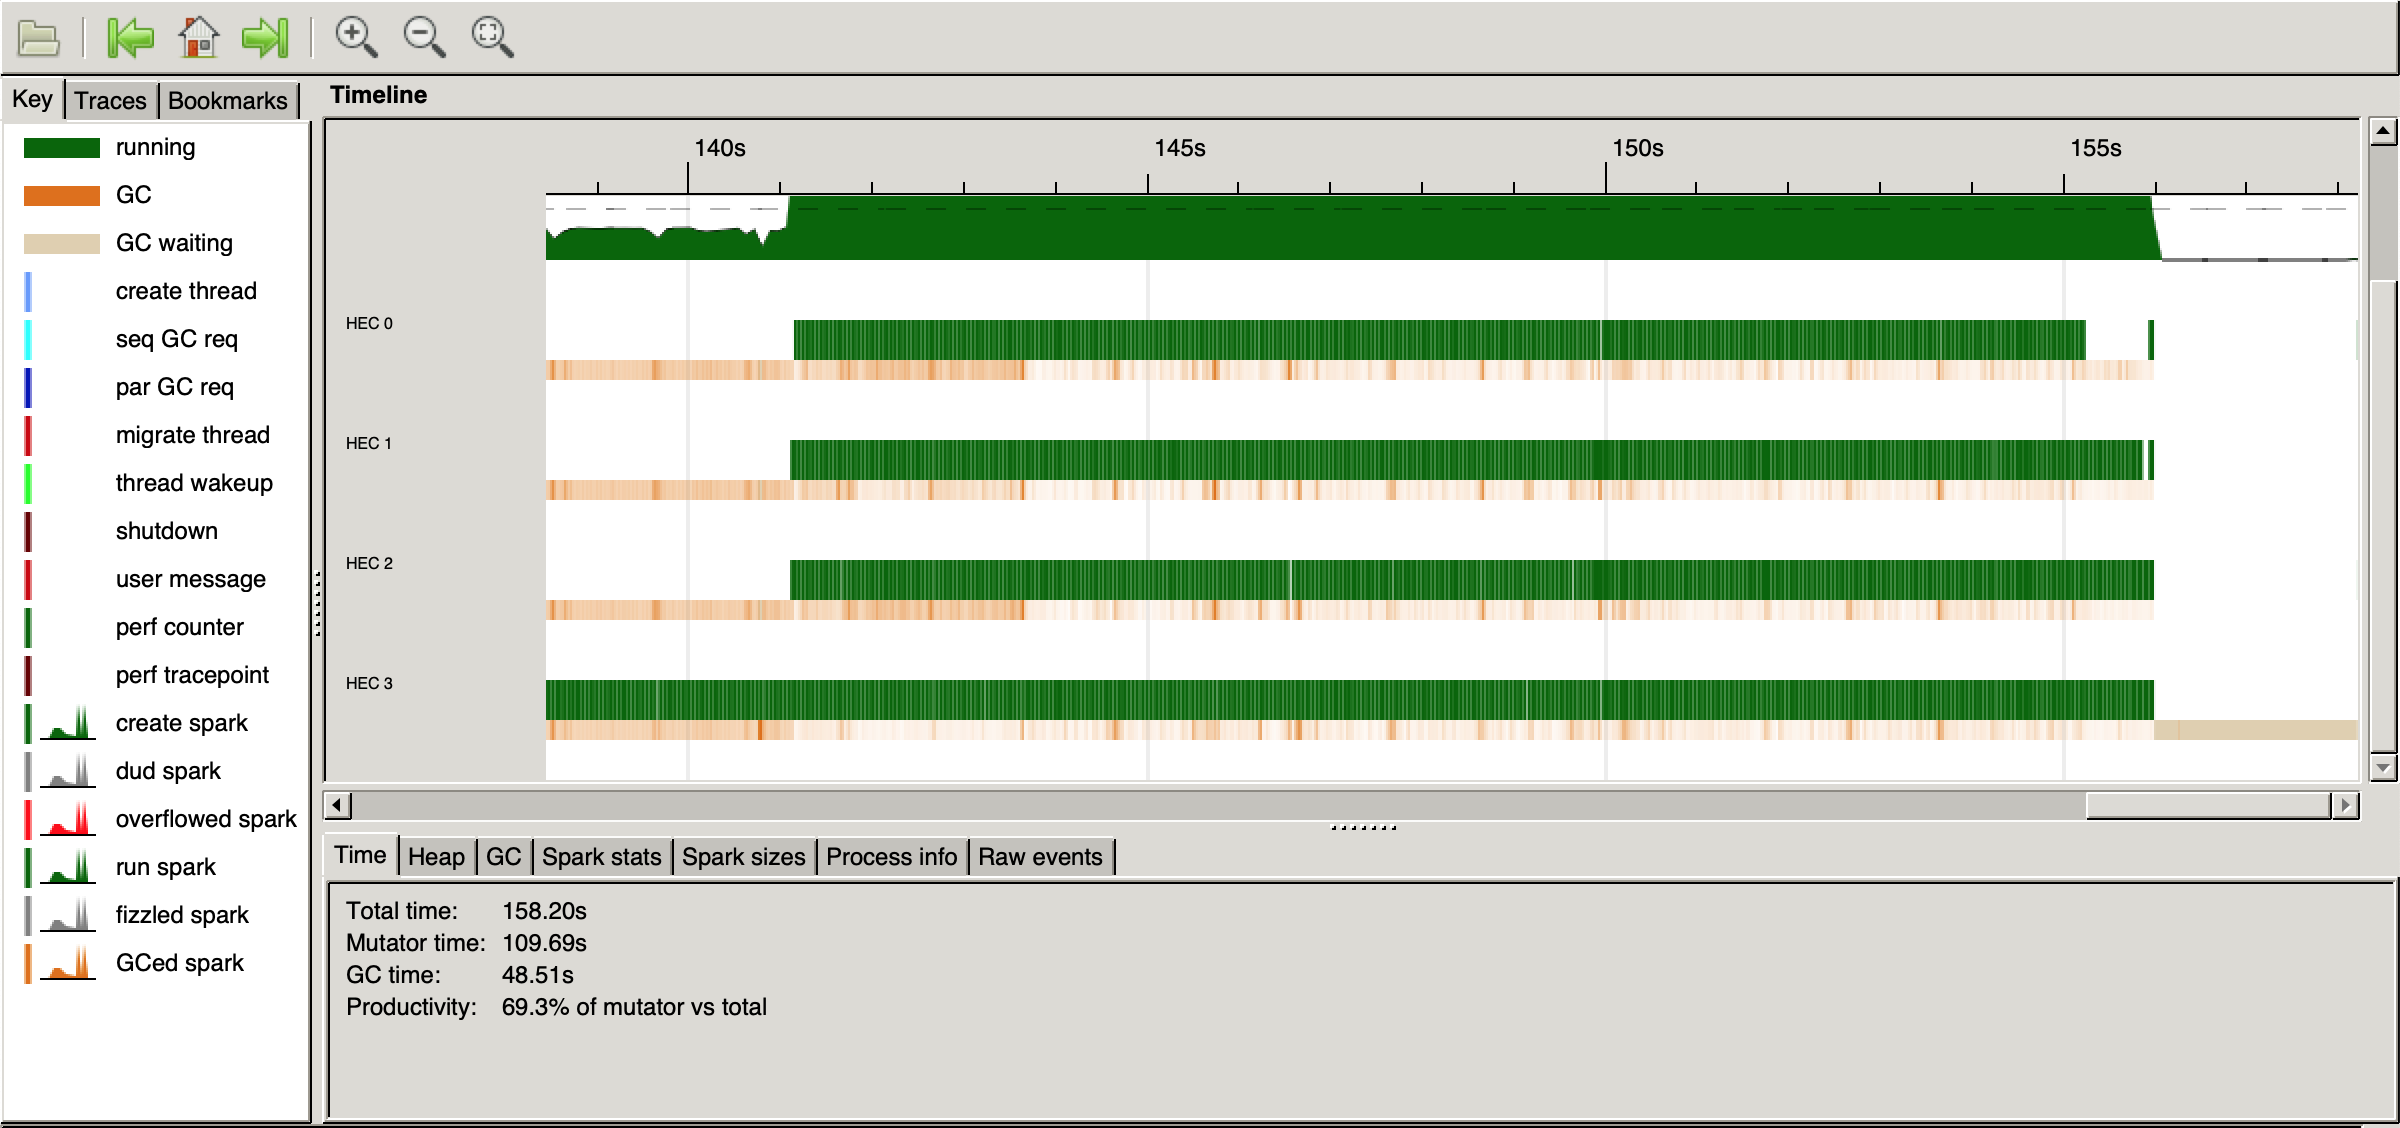 Key Traces Bookmarks
running
GC
GC waiting
create thread
seq GC req
par GC req
migrate thread
thread wakeup
shutdown
user message
perf counter
perf tracepoint
create spark
dud spark
overflowed spark
run spark
fizzled spark
GCed spark
Timeline
140s 145s 150s 155s
HEC 0
HEC 1
HEC 2
HEC 3
Time Heap GC Spark stats Spark sizes Process info Raw events
Total time: 158.20s
Mutator time: 109.69s
GC time: 48.51s
Productivity: 69.3% of mutator vs total